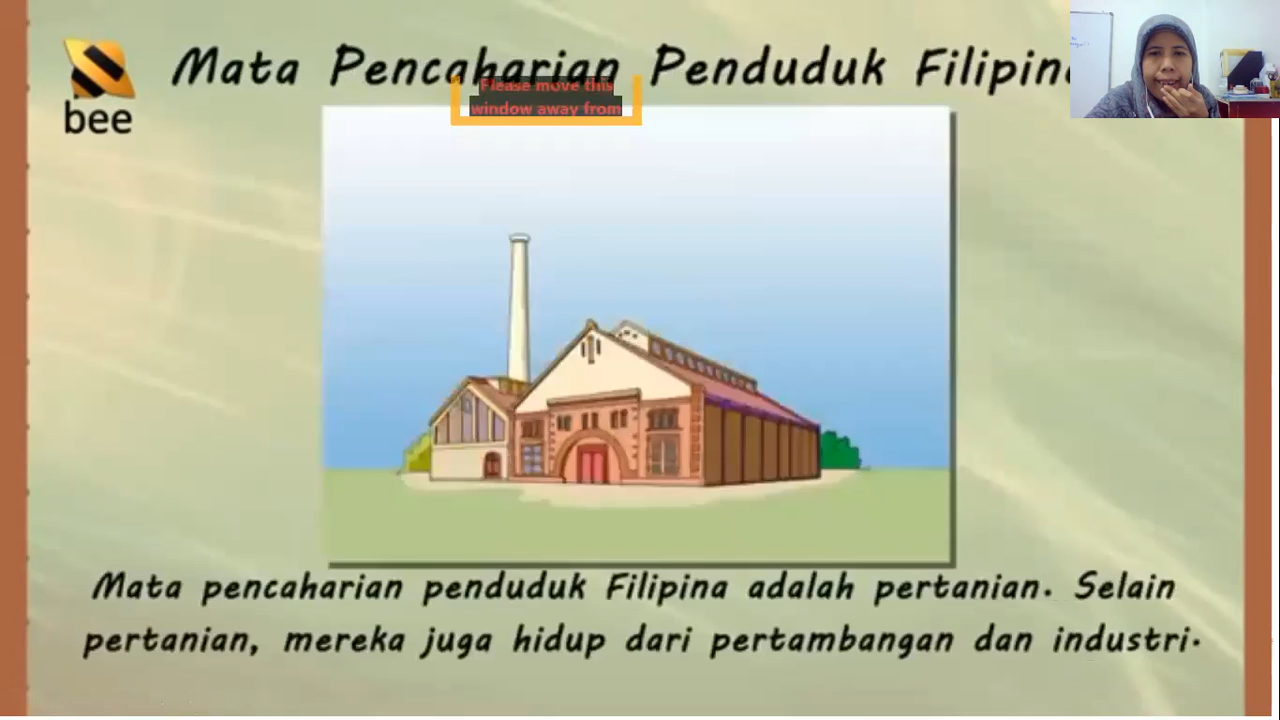 Mata Pencaharian Penduduk Filipina
Please move this
window away from
bee
Mata pencaharian penduduk Filipina adalah pertanian. Selain
pertanian, mereka juga hidup dari pertambangan dan industri.